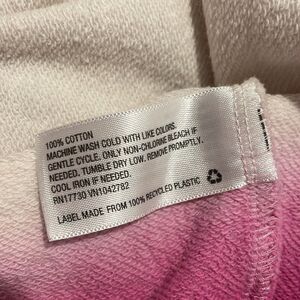 100% COTTON
MACHINE WASH COLD WITH LIKE COLORS.
GENTLE CYCLE. ONLY NON-CHLORINE BLEACH IF
NEEDED. TUMBLE DRY LOW. REMOVE PROMPTLY.
COOL IRON IF NEEDED.
RN17730 VN1042782
LABEL MADE FROM 100% RECYCLED PLASTIC